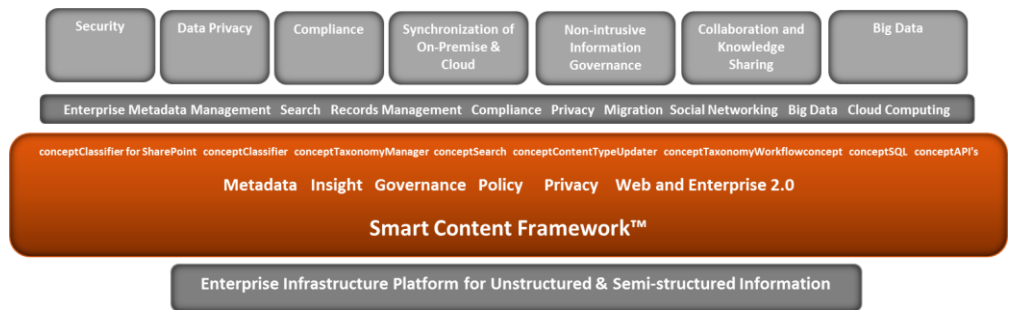 Security
Data Privacy
Compliance
Synchronization of
On-Premise &
Cloud
Non-intrusive
Information
Governance
Collaboration and
Knowledge
Sharing
Big Data
Enterprise Metadata Management Search Records Management Compliance Privacy Migration Social Networking Big Data Cloud Computing
conceptClassifier for SharePoint conceptClassifier conceptTaxonomyManager conceptSearch conceptContentTypeUpdater conceptTaxonomyWorkflowconcept conceptSQL conceptAPI's
Metadata Insight Governance Policy Privacy Web and Enterprise 2.0
Smart Content Framework™
Enterprise Infrastructure Platform for Unstructured & Semi-structured Information